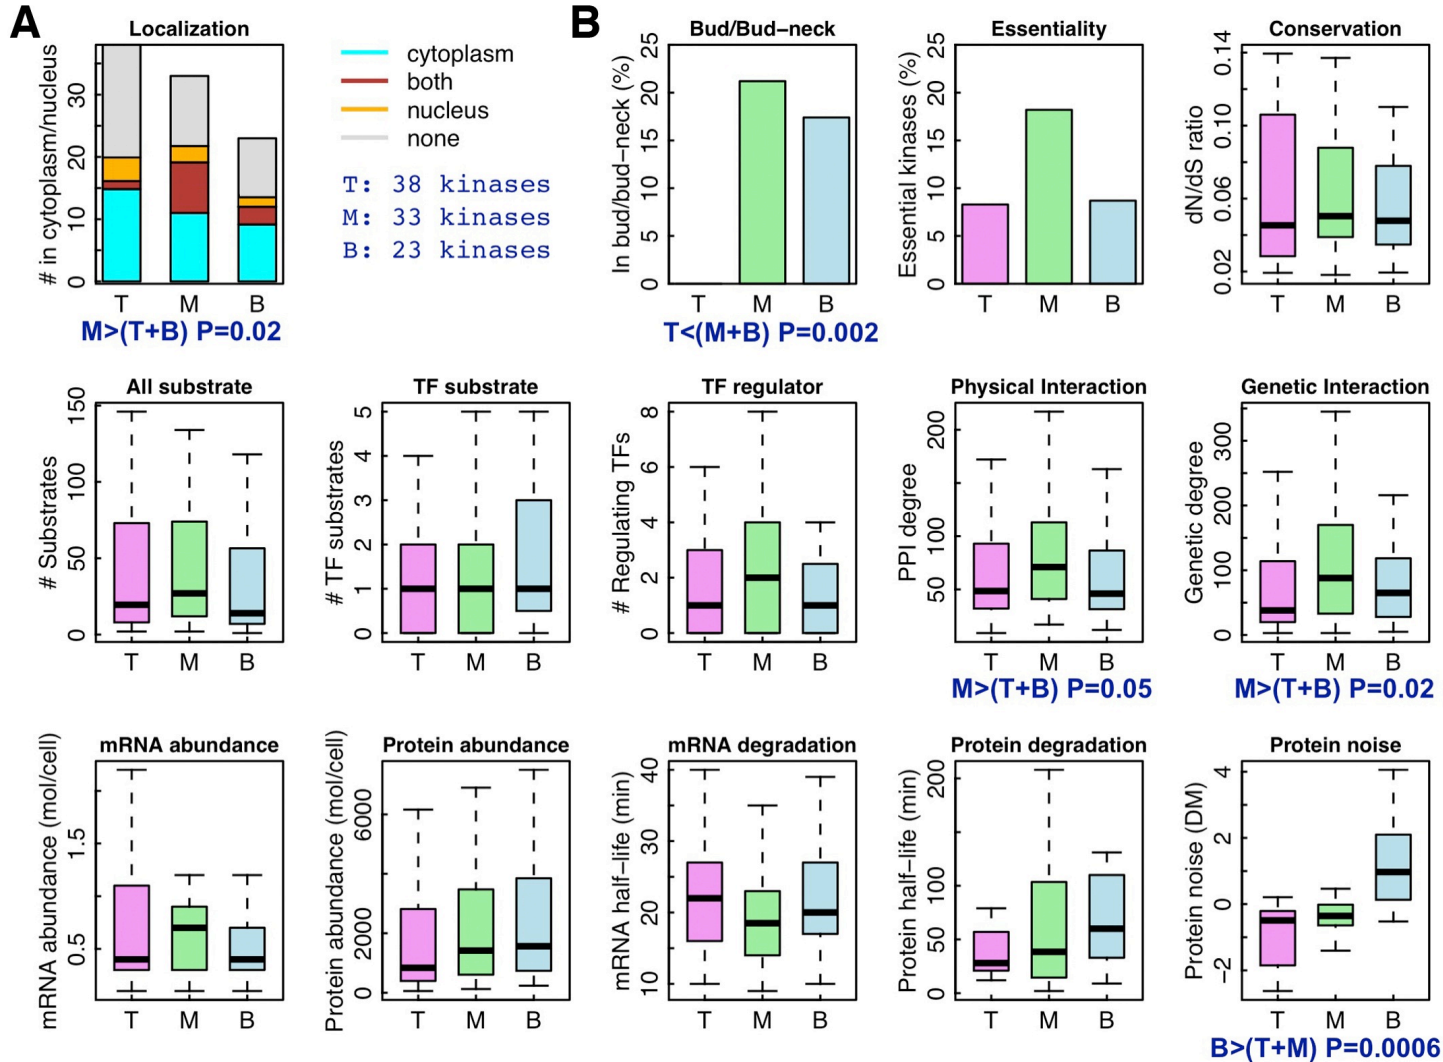 A
Localization
# in cytoplasm/nucleus
0 10 20 30
T M B
M>(T+B) P=0.02
cytoplasm
both
nucleus
none
T: 38 kinases
M: 33 kinases
B: 23 kinases
B
Bud/Bud−neck
In bud/bud−neck (%)
0 5 10 15 20 25
T M B
T<(M+B) P=0.002
Essentiality
Essential kinases (%)
0 5 10 15 20 25
T M B
Conservation
dN/dS ratio
0.02 0.06 0.10 0.14
T M B
All substrate
# Substrates
0 50 100 150
T M B
TF substrate
# TF substrates
0 1 2 3 4 5
T M B
TF regulator
# Regulating TFs
0 2 4 6 8
T M B
Physical Interaction
PPI degree
50 100 200
T M B
M>(T+B) P=0.05
Genetic Interaction
Genetic degree
0 100 200 300
T M B
M>(T+B) P=0.02
mRNA abundance
mRNA abundance (mol/cell)
0.5 1.5
T M B
Protein abundance
Protein abundance (mol/cell)
0 2000 6000
T M B
mRNA degradation
mRNA half−life (min)
10 20 30 40
T M B
Protein degradation
Protein half−life (min)
0 50 100 200
T M B
Protein noise
Protein noise (DM)
−2 0 2 4
T M B
B>(T+M) P=0.0006